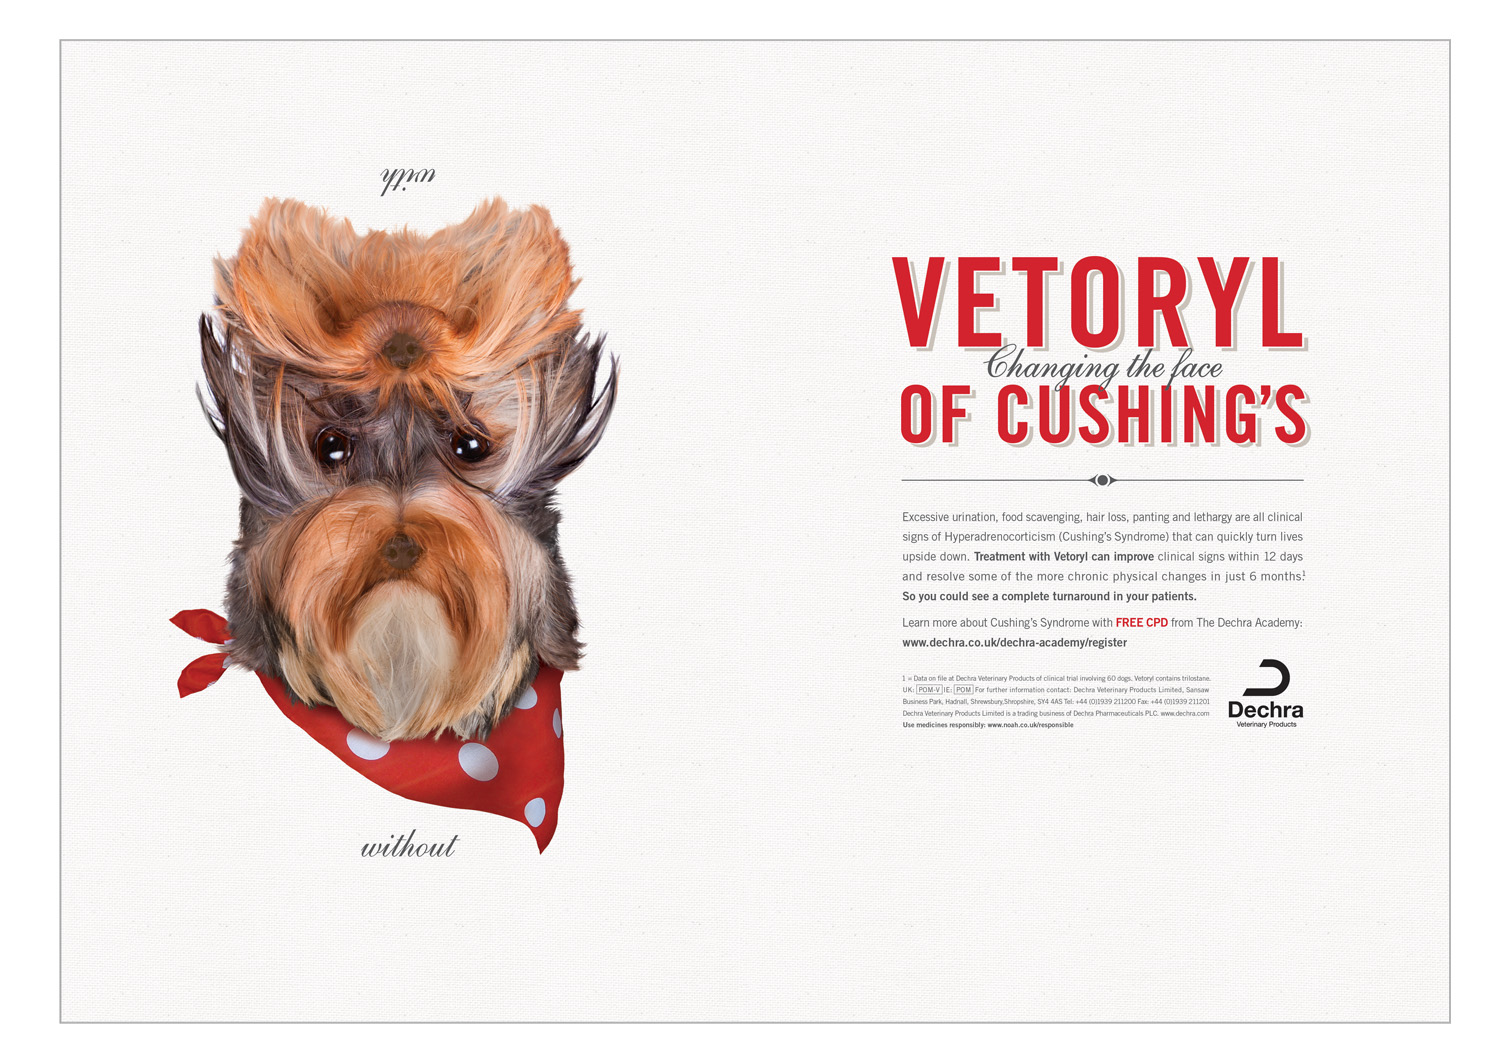 with
without
VETORYL
Changing the face
OF CUSHING'S
Excessive urination, food scavenging, hair loss, panting and lethargy are all clinical
signs of Hyperadrenocorticism (Cushing's Syndrome) that can quickly turn lives
upside down. Treatment with Vetoryl can improve clinical signs within 12 days
and resolve some of the more chronic physical changes in just 6 months.1
So you could see a complete turnaround in your patients.
Learn more about Cushing's Syndrome with FREE CPD from The Dechra Academy:
www.dechra.co.uk/dechra-academy/register
1 = Data on file at Dechra Veterinary Products of clinical trial involving 60 dogs. Vetoryl contains trilostane.
UK: POM-V IE: POM For further information contact: Dechra Veterinary Products Limited, Sansaw
Business Park, Hadnall, Shrewsbury,Shropshire, SY4 4AS Tel: +44 (0)1939 211200 Fax: +44 (0)1939 211201
Dechra Veterinary Products Limited is a trading business of Dechra Pharmaceuticals PLC. www.dechra.com
Use medicines responsibly: www.noah.co.uk/responsible
Dechra
Veterinary Products